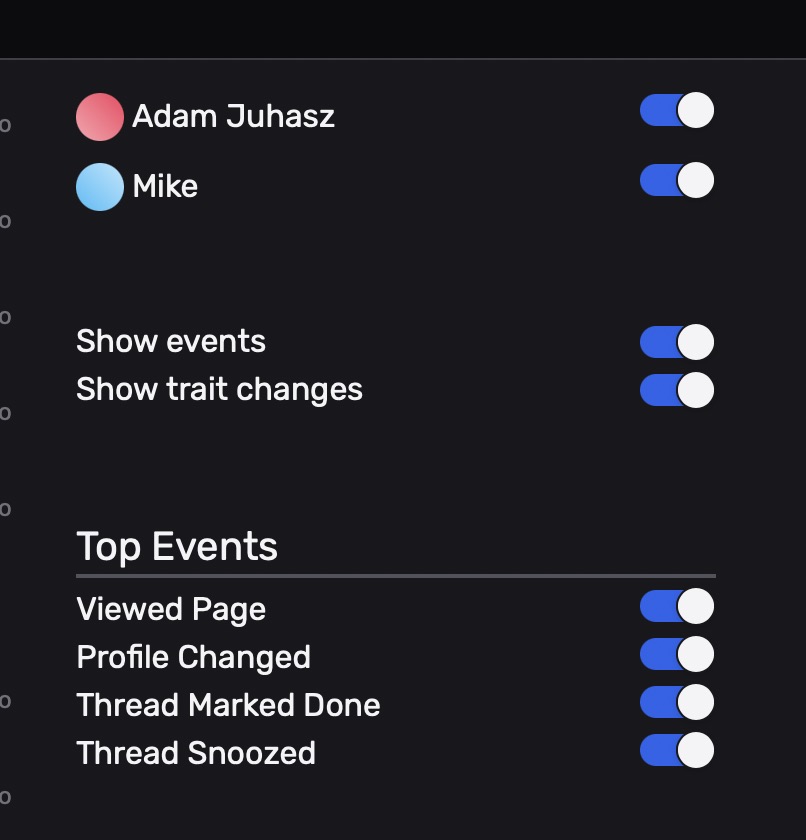 Adam Juhasz
Mike
Show events
Show trait changes
Top Events
Viewed Page
Profile Changed
Thread Marked Done
Thread Snoozed